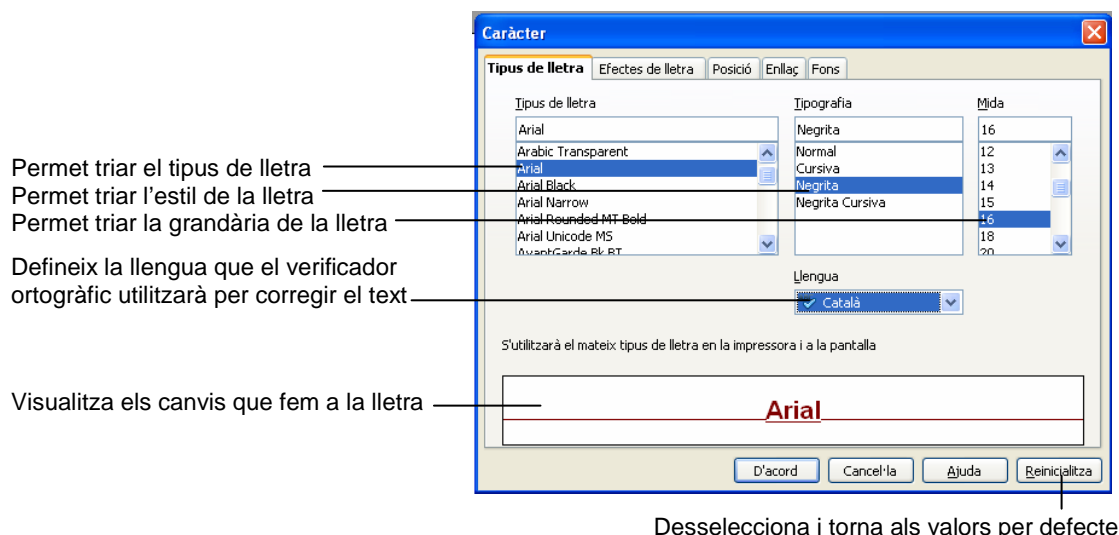 Caràcter
Tipus de lletra Efectes de lletra Posició Enllaç Fons
Tipus de lletra Tipografia Mida
Arial Negrita 16
Arabic Transparent Normal 12
Arial Cursiva 13
Arial Black Negrita 14
Arial Narrow Negrita Cursiva 15
Arial Rounded MT Bold 16
Arial Unicode MS 18
AvantGarde Bk BT 20
Permet triar el tipus de lletra
Permet triar l’estil de la lletra
Permet triar la grandària de la lletra
Defineix la llengua que el verificador
ortogràfic utilitzarà per corregir el text
Llengua
Català
S'utilitzarà el mateix tipus de lletra en la impressora i a la pantalla
Visualitza els canvis que fem a la lletra
Arial
D'acord Cancel·la Ajuda Reinicialitza
Desselecciona i torna als valors per defecte